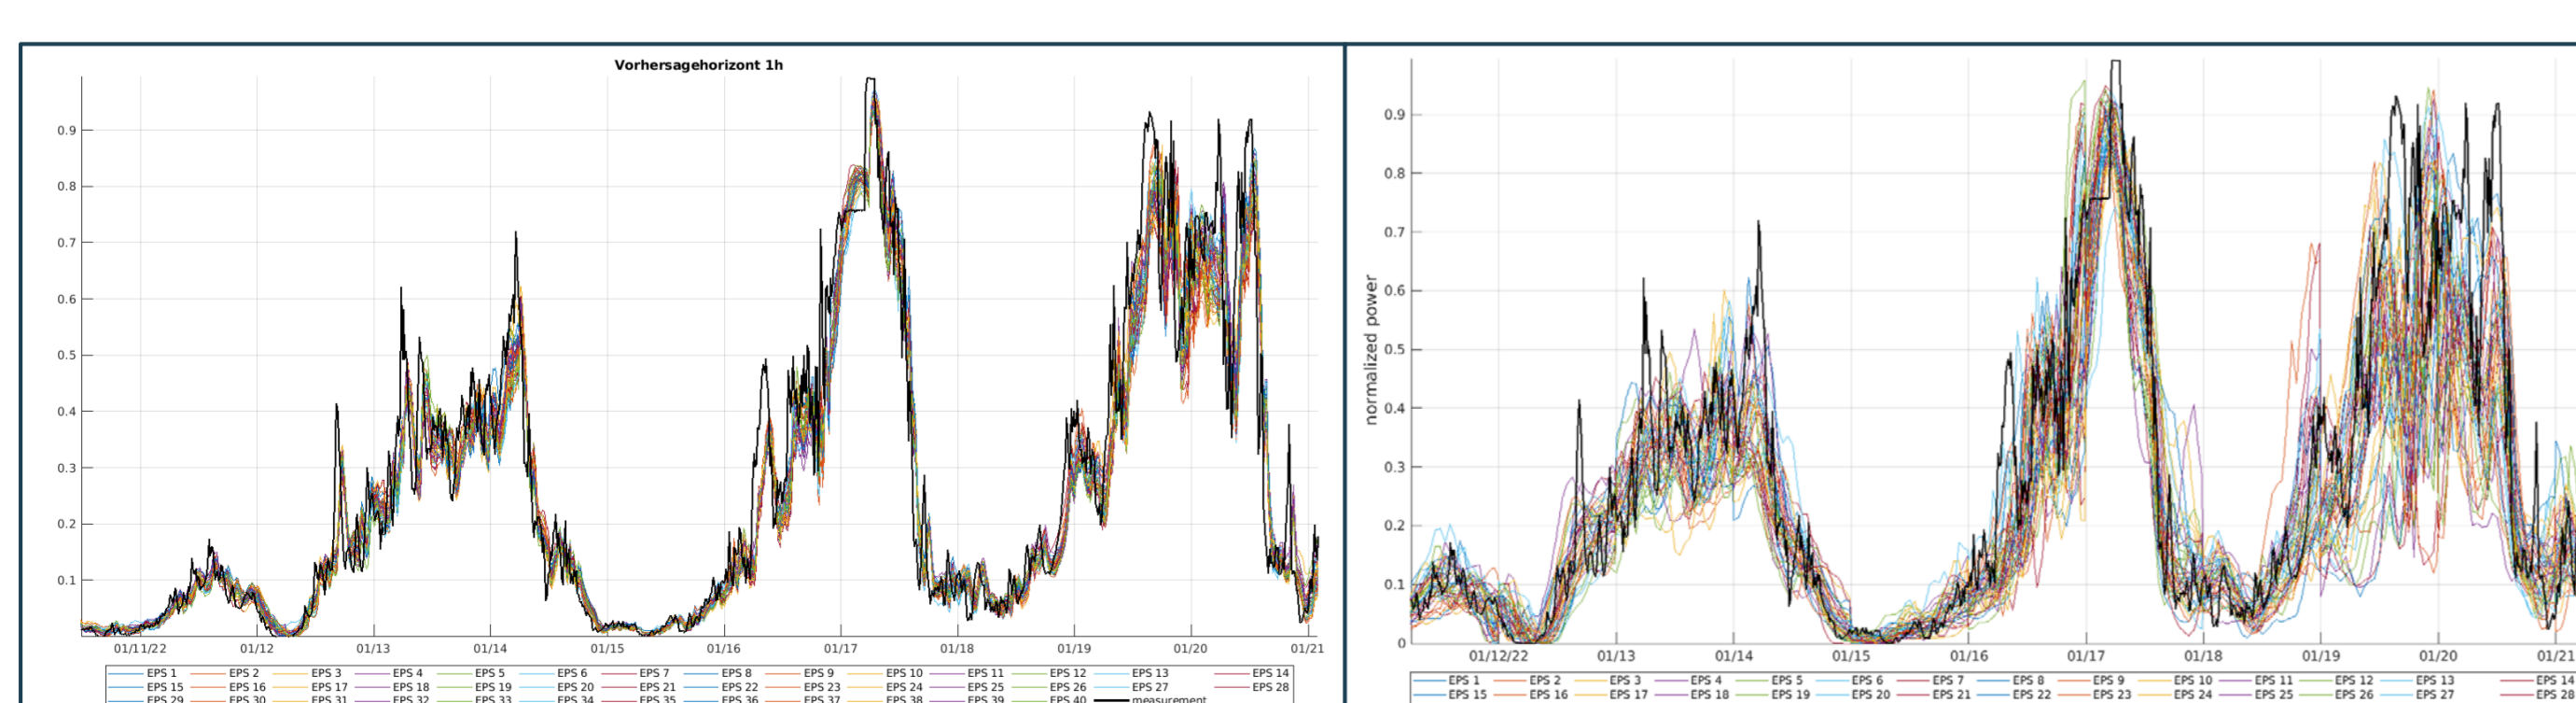 Vorhersagehorizont 1h
0.9
0.8
0.7
0.6
0.5
0.4
0.3
0.2
0.1
01/11/22 01/12 01/13 01/14 01/15 01/16 01/17 01/18 01/19 01/20 01/21
EPS 1 EPS 2 EPS 3 EPS 4 EPS 5 EPS 6 EPS 7 EPS 8 EPS 9 EPS 10 EPS 11 EPS 12 EPS 13 EPS 14
EPS 15 EPS 16 EPS 17 EPS 18 EPS 19 EPS 20 EPS 21 EPS 22 EPS 23 EPS 24 EPS 25 EPS 26 EPS 27 EPS 28
EPS 29 EPS 30 EPS 31 EPS 32 EPS 33 EPS 34 EPS 35 EPS 36 EPS 37 EPS 38 EPS 39 EPS 40 measurement
normalized power
0.9
0.8
0.7
0.6
0.5
0.4
0.3
0.2
0.1
0
01/12/22 01/13 01/14 01/15 01/16 01/17 01/18 01/19 01/20 01/21
EPS 1 EPS 2 EPS 3 EPS 4 EPS 5 EPS 6 EPS 7 EPS 8 EPS 9 EPS 10 EPS 11 EPS 12 EPS 13 EPS 14
EPS 15 EPS 16 EPS 17 EPS 18 EPS 19 EPS 20 EPS 21 EPS 22 EPS 23 EPS 24 EPS 25 EPS 26 EPS 27 EPS 28